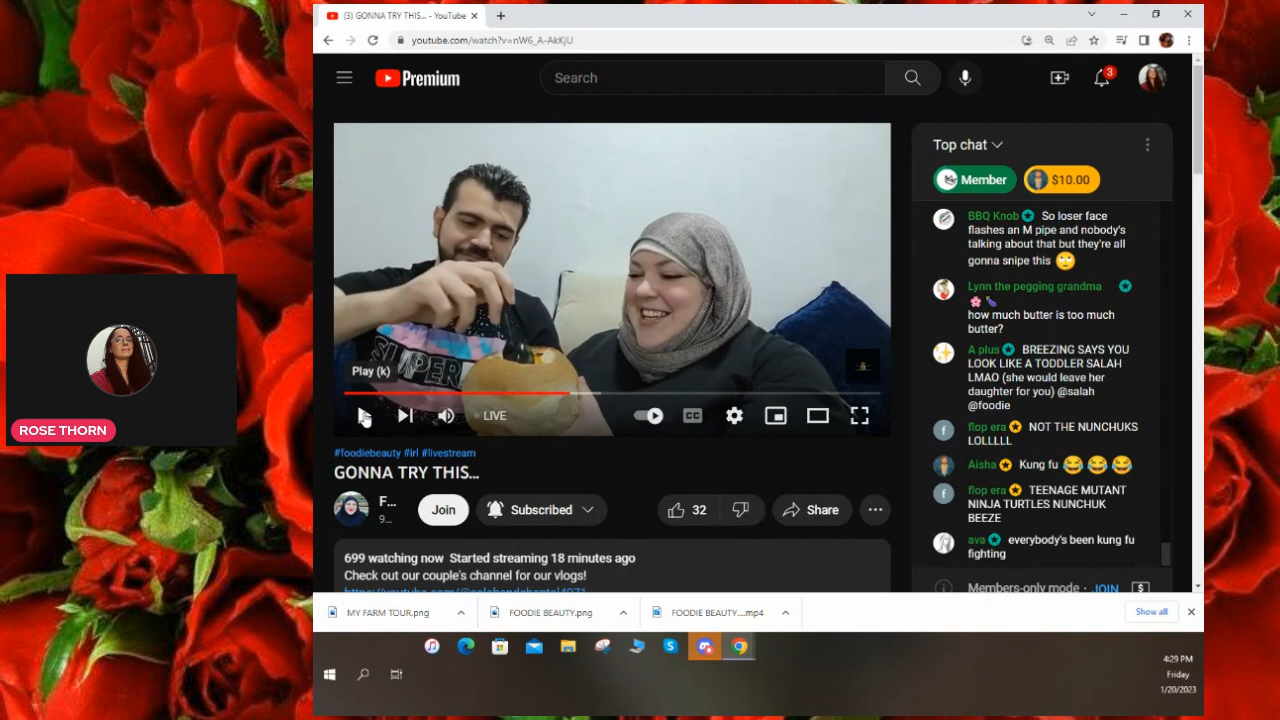 (3) GONNA TRY THIS... - YouTube
youtube.com/watch?v=nW6_A-AkKjU
Premium
Search
3
Top chat
Member
$10.00
BBQ Knob So loser face
flashes an M pipe and nobody's
talking about that but they're all
gonna snipe this
Lynn the pegging grandma
how much butter is too much
butter?
A plus BREEZING SAYS YOU
LOOK LIKE A TODDLER SALAH
LMAO (she would leave her
daughter for you) @salah
@foodie
f flop era NOT THE NUNCHUKS
LOLLLLL
Aisha Kung fu
f flop era TEENAGE MUTANT
NINJA TURTLES NUNCHUK
BEEZE
ava everybody's been kung fu
fighting
Members-only mode · JOIN
SUPER
Play (k)
LIVE
CC
#foodiebeauty #irl #livestream
GONNA TRY THIS...
F...
9...
Join
Subscribed
32
Share
699 watching now Started streaming 18 minutes ago
Check out our couple's channel for our vlogs!
ROSE THORN
MY FARM TOUR.png
FOODIE BEAUTY.png
FOODIE BEAUTY....mp4
Show all
4:29 PM
Friday
1/20/2023